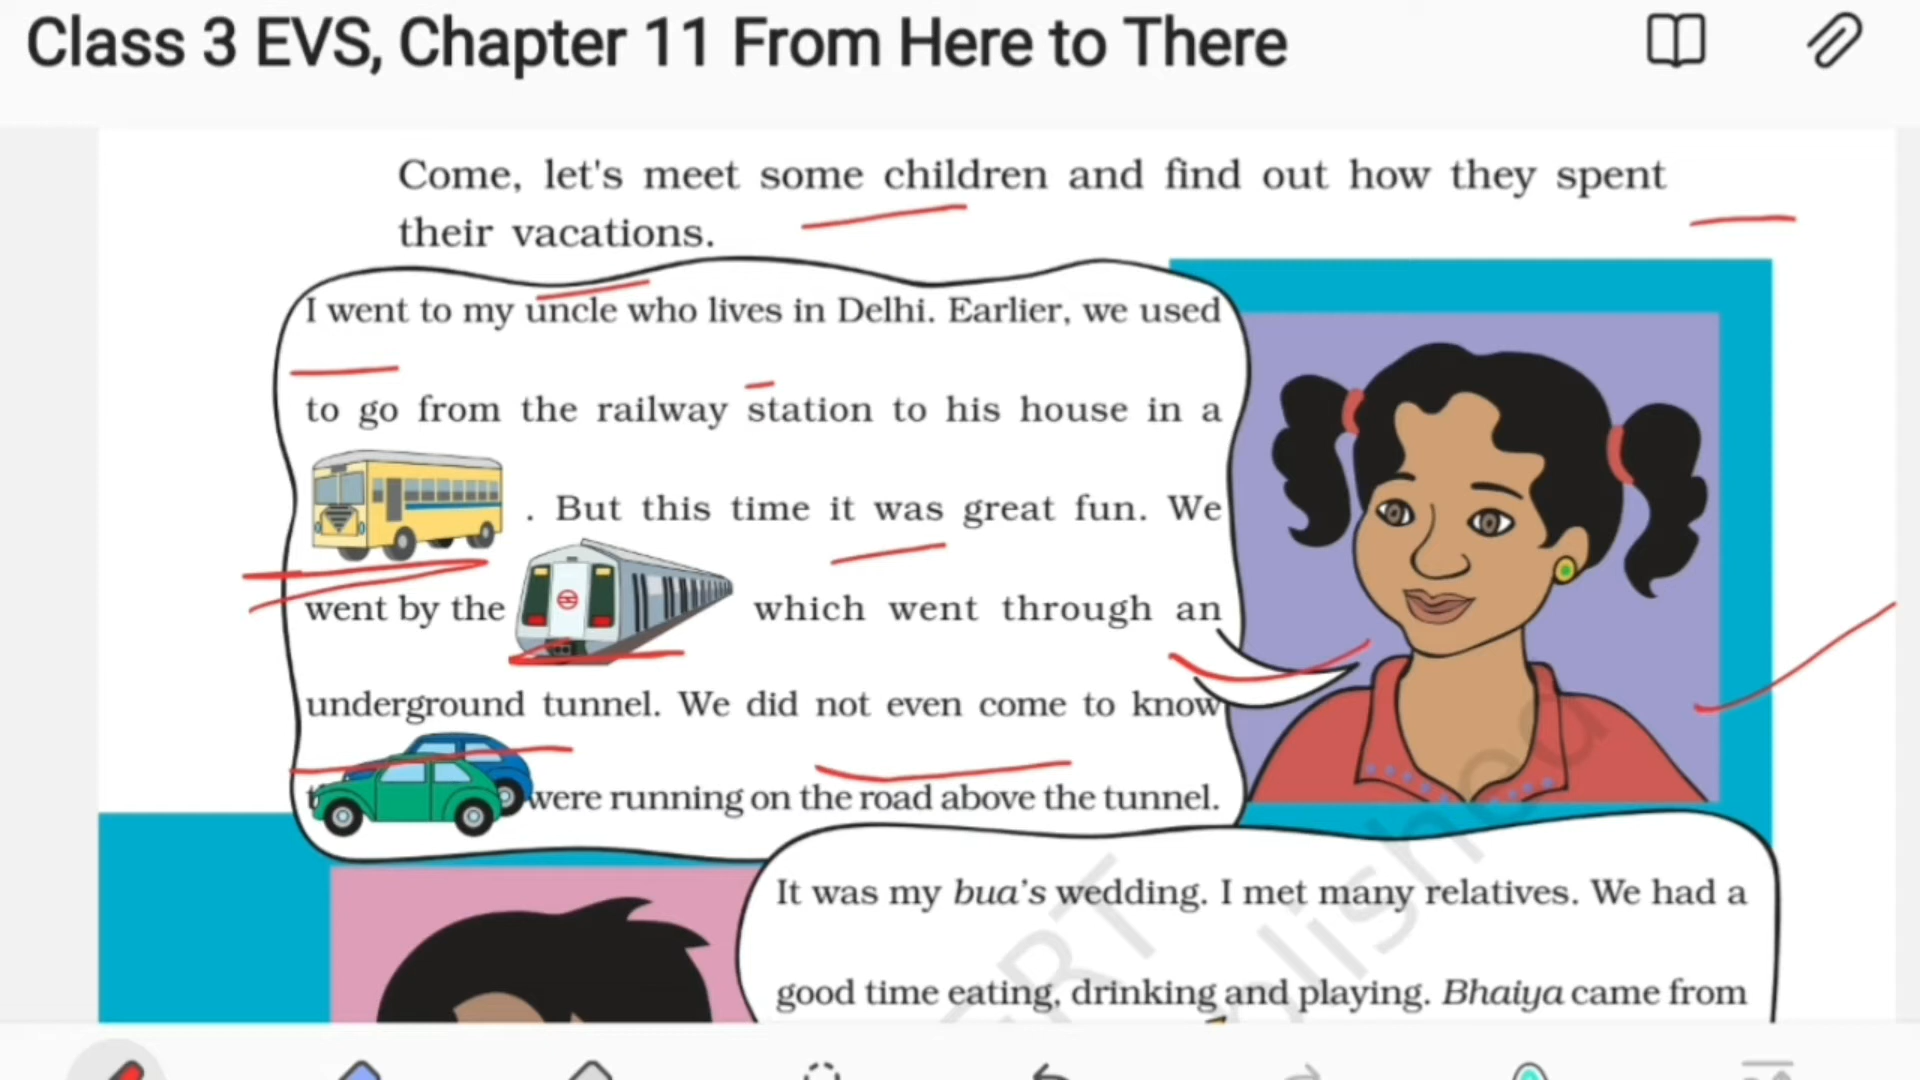 Class 3 EVS, Chapter 11 From Here to There
Come, let's meet some children and find out how they spent
their vacations.
I went to my uncle who lives in Delhi. Earlier, we used
to go from the railway station to his house in a
. But this time it was great fun. We
went by the which went through an
underground tunnel. We did not even come to know
were running on the road above the tunnel.
It was my bua's wedding. I met many relatives. We had a
good time eating, drinking and playing. Bhaiya came from